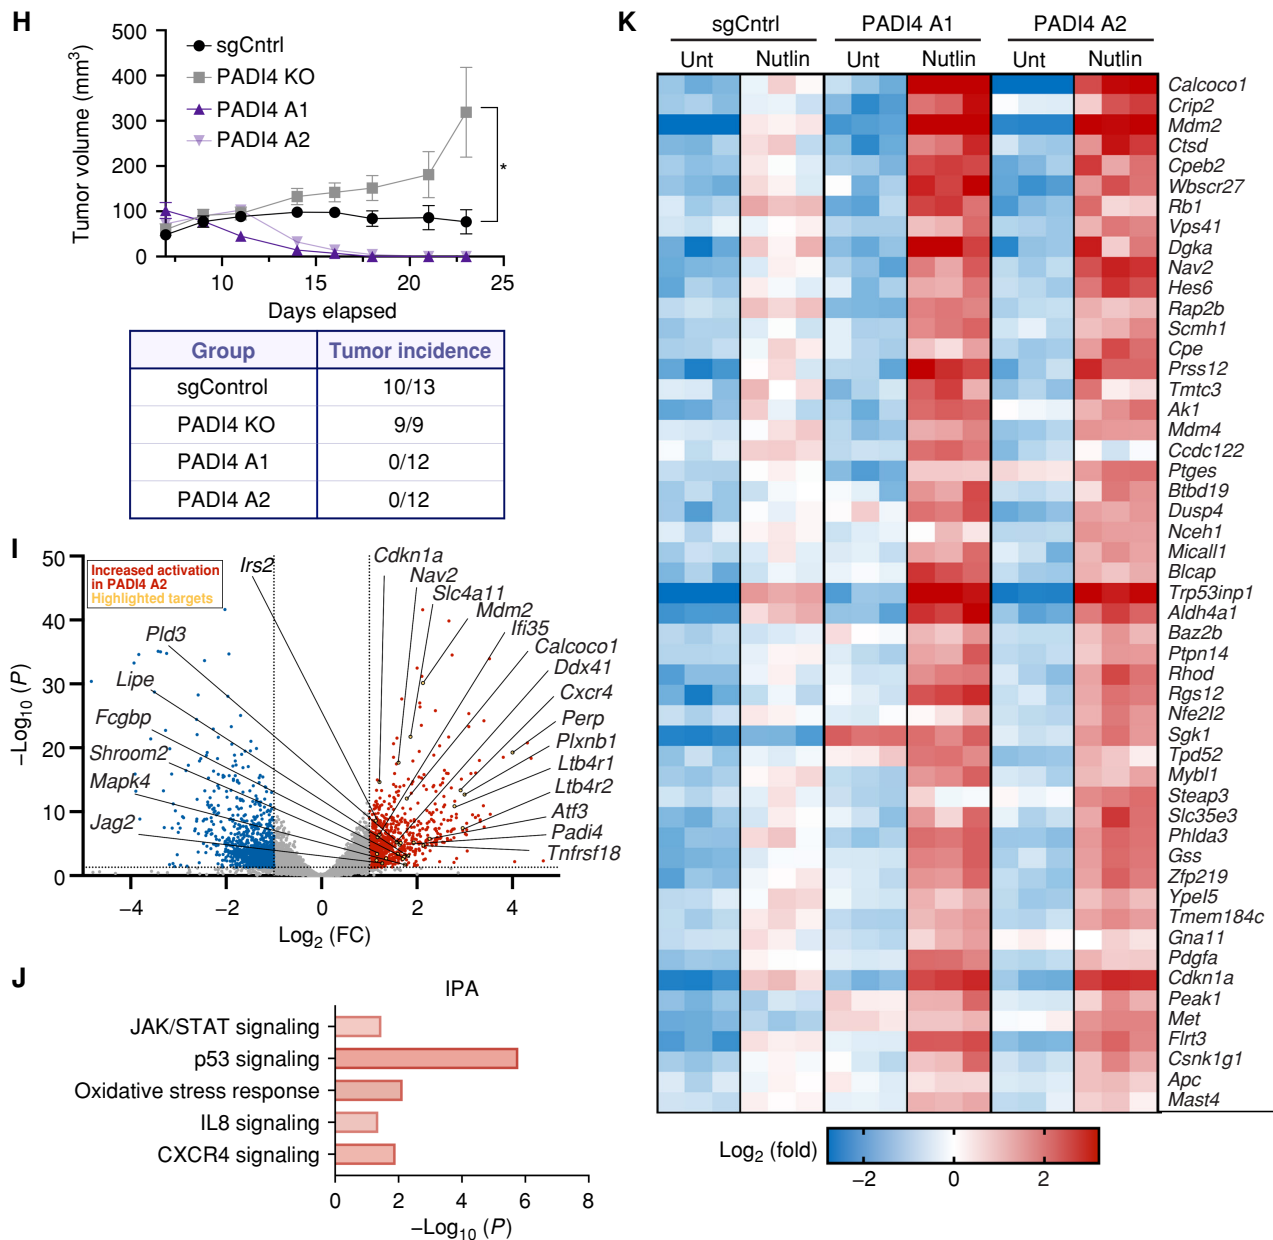 H
Tumor volume (mm3)
500
400
300
200
100
0
sgCntrl
PADI4 KO
PADI4 A1
PADI4 A2
*
10
15
20
25
Days elapsed
Group Tumor incidence
sgControl 10/13
PADI4 KO 9/9
PADI4 A1 0/12
PADI4 A2 0/12
I
−Log10 (P)
50
40
30
20
10
0
Increased activation
in PADI4 A2
Highlighted targets
Irs2
Cdkn1a
Nav2
Slc4a11
Mdm2
Ifi35
Calcoco1
Ddx41
Cxcr4
Perp
Plxnb1
Ltb4r1
Ltb4r2
Atf3
Padi4
Tnfrsf18
Pld3
Lipe
Fcgbp
Shroom2
Mapk4
Jag2
−4
−2
0
2
4
Log2 (FC)
J
IPA
JAK/STAT signaling
p53 signaling
Oxidative stress response
IL8 signaling
CXCR4 signaling
0
2
4
6
8
−Log10 (P)
K
sgCntrl PADI4 A1 PADI4 A2
Unt Nutlin Unt Nutlin Unt Nutlin
Calcoco1
Crip2
Mdm2
Ctsd
Cpeb2
Wbscr27
Rb1
Vps41
Dgka
Nav2
Hes6
Rap2b
Scmh1
Cpe
Prss12
Tmtc3
Ak1
Mdm4
Ccdc122
Ptges
Btbd19
Dusp4
Nceh1
Micall1
Blcap
Trp53inp1
Aldh4a1
Baz2b
Ptpn14
Rhod
Rgs12
Nfe2l2
Sgk1
Tpd52
Mybl1
Steap3
Slc35e3
Phlda3
Gss
Zfp219
Ypel5
Tmem184c
Gna11
Pdgfa
Cdkn1a
Peak1
Met
Flrt3
Csnk1g1
Apc
Mast4
Log2 (fold)
−2
0
2